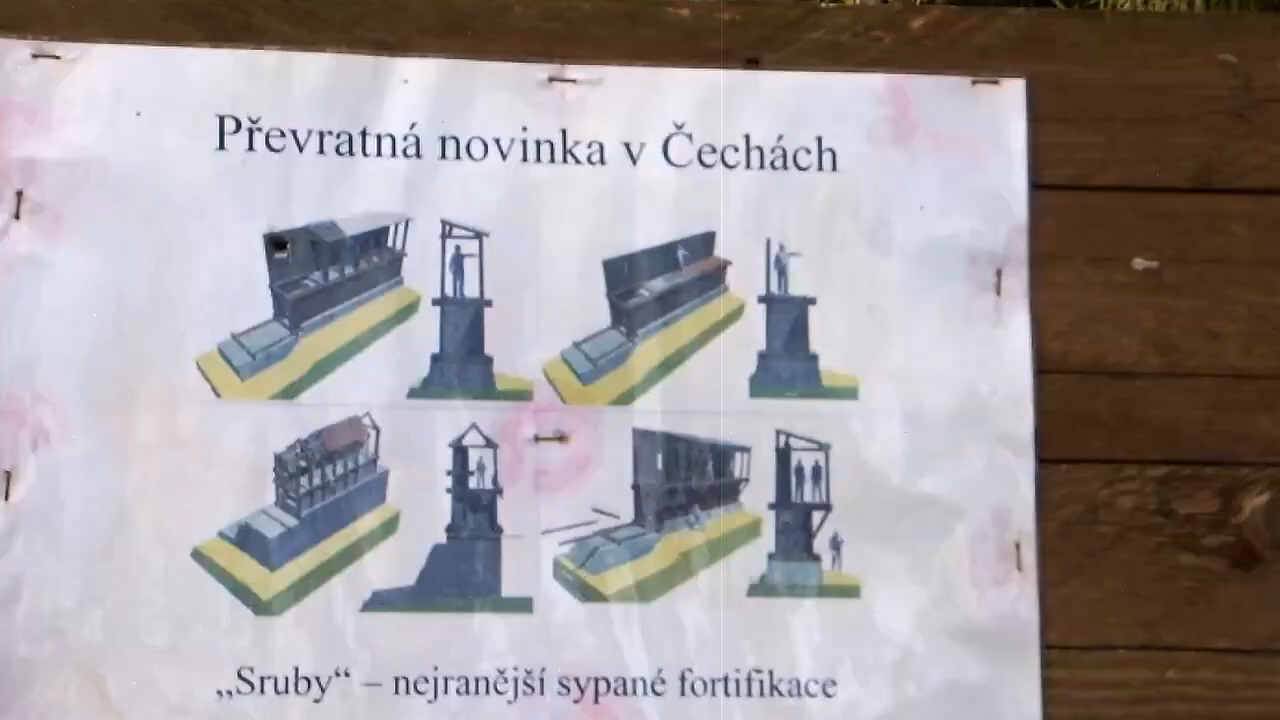 Převratná novinka v Čechách
„Sruby“ – nejranější sypané fortifikace